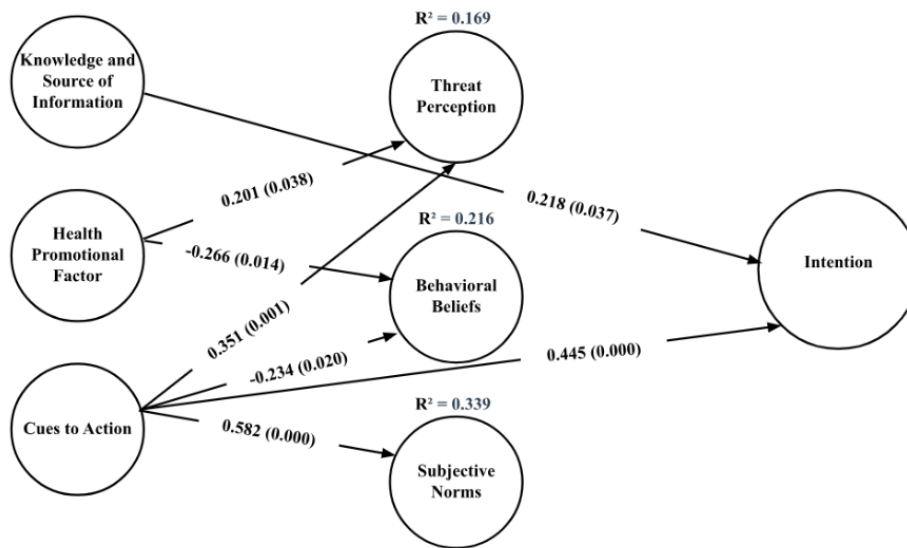 R² = 0.169
Knowledge and
Source of
Information
Threat
Perception
0.201 (0.038)
0.218 (0.037)
R² = 0.216
Health
Promotional
Factor
-0.266 (0.014)
Intention
Behavioral
Beliefs
0.351 (0.001)
-0.234 (0.020)
0.445 (0.000)
R² = 0.339
Cues to Action
0.582 (0.000)
Subjective
Norms